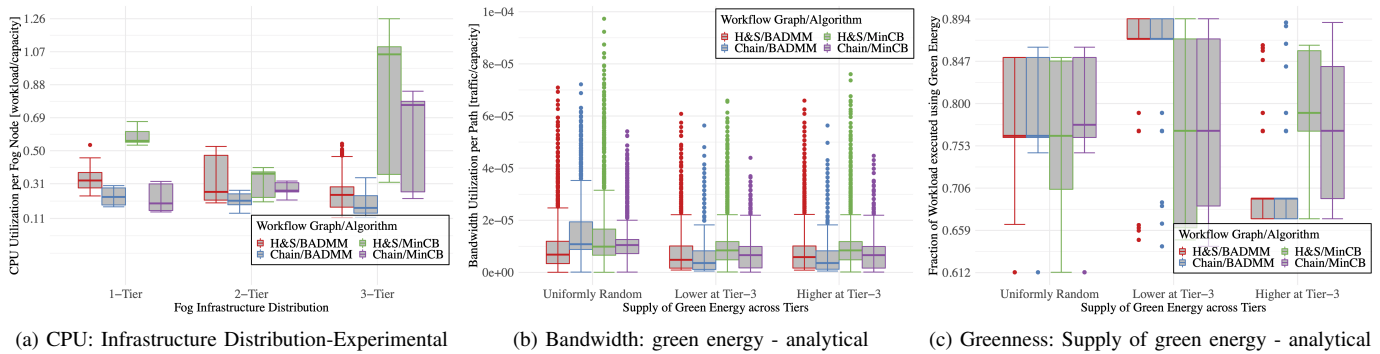 CPU Utilization per Fog Node [workload/capacity]
1.26
1.07
0.88
0.69
0.50
0.31
0.11
Workflow Graph/Algorithm
H&S/BADMM H&S/MinCB
Chain/BADMM Chain/MinCB
1−Tier 2−Tier 3−Tier
Fog Infrastructure Distribution
(a) CPU: Infrastructure Distribution-Experimental
Bandwidth Utilization per Path [traffic/capacity]
1e−04
8e−05
6e−05
4e−05
2e−05
0e+00
Workflow Graph/Algorithm
H&S/BADMM H&S/MinCB
Chain/BADMM Chain/MinCB
Uniformly Random Lower at Tier−3 Higher at Tier−3
Supply of Green Energy across Tiers
(b) Bandwidth: green energy - analytical
Fraction of Workload executed using Green Energy
0.894
0.847
0.800
0.753
0.706
0.659
0.612
Workflow Graph/Algorithm
H&S/BADMM H&S/MinCB
Chain/BADMM Chain/MinCB
Uniformly Random Lower at Tier−3 Higher at Tier−3
Supply of Green Energy across Tiers
(c) Greenness: Supply of green energy - analytical